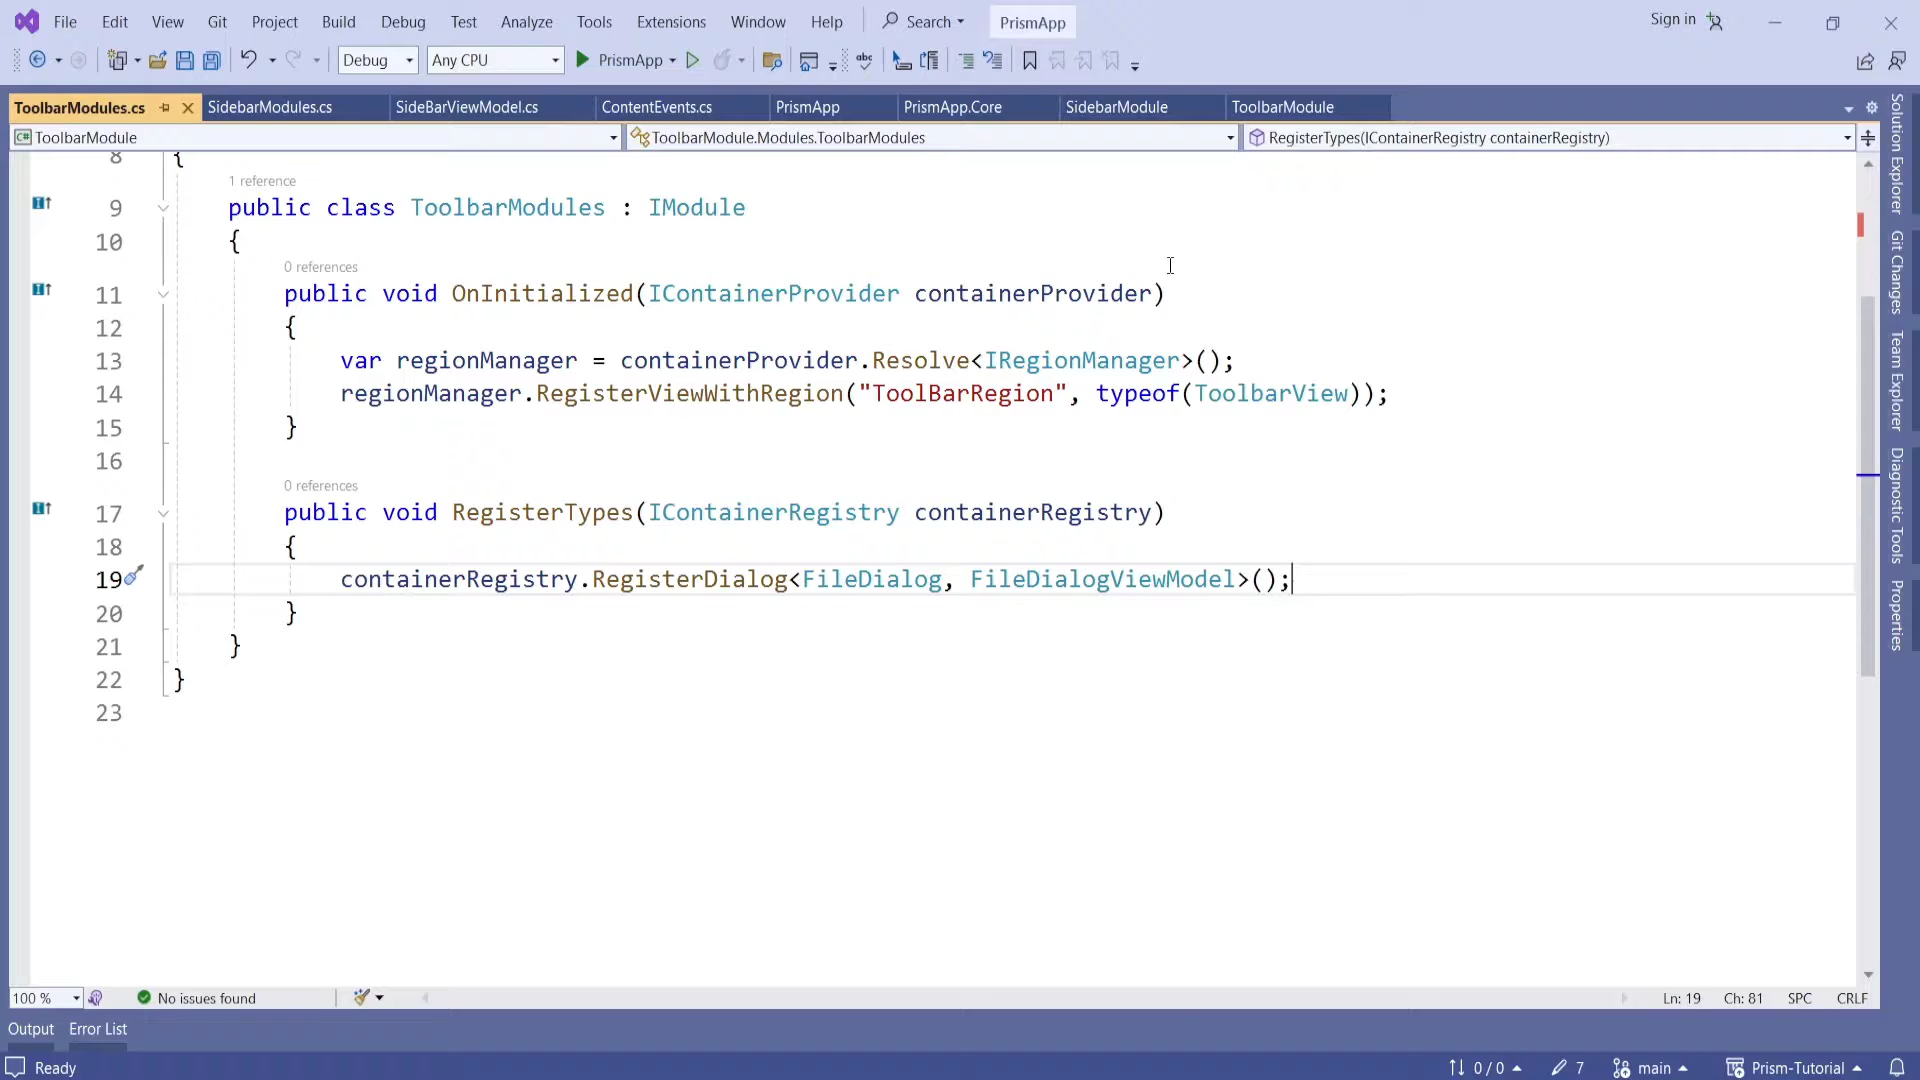 File Edit View Git Project Build Debug Test Analyze Tools Extensions Window Help Search PrismApp Sign in
Debug Any CPU PrismApp abc
ToolbarModules.cs SidebarModules.cs SideBarViewModel.cs ContentEvents.cs PrismApp PrismApp.Core SidebarModule ToolbarModule
C# ToolbarModule ToolbarModule.Modules.ToolbarModules RegisterTypes(IContainerRegistry containerRegistry)
8 {
1 reference
9 public class ToolbarModules : IModule
10 {
0 references
11 public void OnInitialized(IContainerProvider containerProvider)
12 {
13 var regionManager = containerProvider.Resolve<IRegionManager>();
14 regionManager.RegisterViewWithRegion("ToolBarRegion", typeof(ToolbarView));
15 }
16
0 references
17 public void RegisterTypes(IContainerRegistry containerRegistry)
18 {
19 containerRegistry.RegisterDialog<FileDialog, FileDialogViewModel>();
20 }
21 }
22 }
23
Solution Explorer
Git Changes
Team Explorer
Diagnostic Tools
Properties
100 % No issues found Ln: 19 Ch: 81 SPC CRLF
Output Error List
Ready 0 / 0 7 main Prism-Tutorial